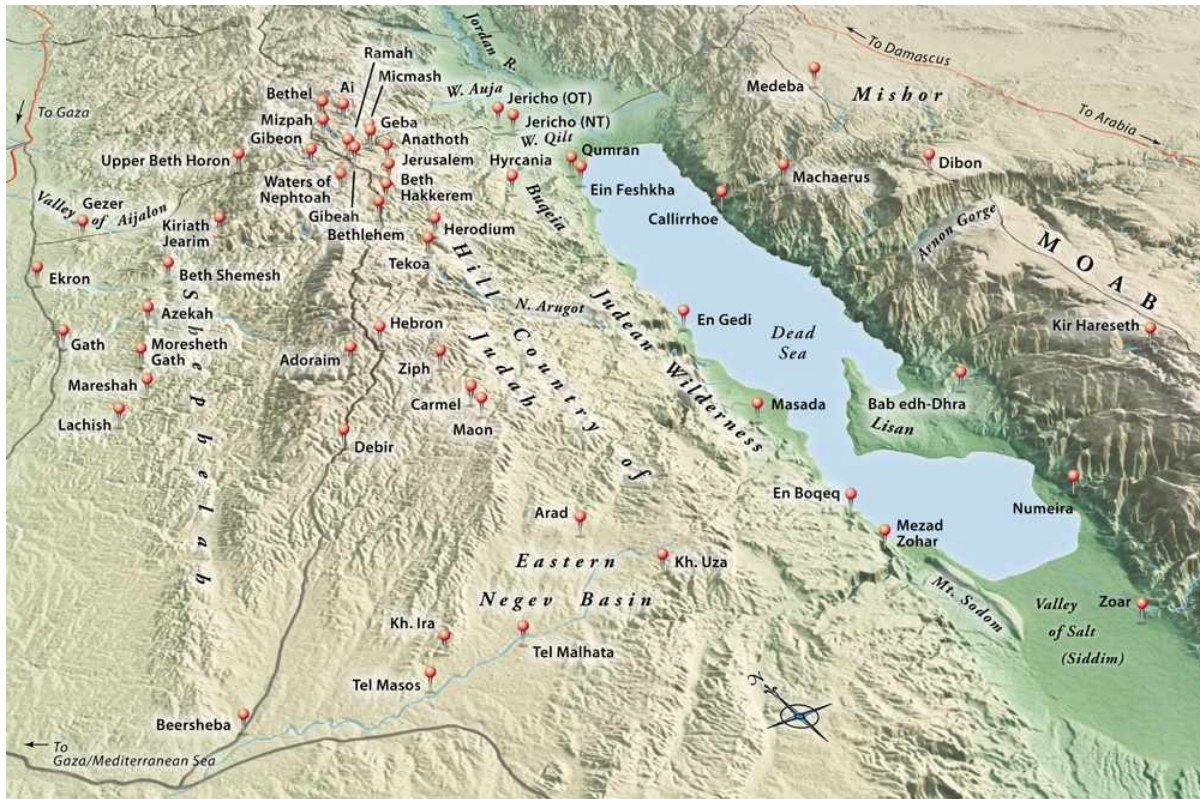 Jordan R.
To Damascus
Ramah
Micmash
W. Auja
Medeba
Mishor
Bethel
Ai
Jericho (OT)
To Gaza
Mizpah
Geba
Jericho (NT)
To Arabia
Gibeon
Anathoth
W. Qilt
Upper Beth Horon
Jerusalem
Hyrcania
Qumran
Dibon
Waters of
Nephtoah
Beth
Hakkerem
Ein Feshkha
Machaerus
Buqeia
Callirrhoe
Gezer
Valley of Aijalon
Kiriath
Jearim
Gibeah
Bethlehem
Herodium
Arnon Gorge
MOAB
Tekoa
Ekron
Beth Shemesh
Hill Country of Judah
Shephelah
Azekah
N. Arugot
Judean Wilderness
En Gedi
Dead
Sea
Hebron
Kir Hareseth
Gath
Moresheth
Gath
Adoraim
Ziph
Mareshah
Carmel
Masada
Bab edh-Dhra
Lachish
Maon
Lisan
Debir
En Boqeq
Numeira
Arad
Mezad
Zohar
Eastern
Negev Basin
Kh. Uza
Mt. Sodom
Valley
of Salt
(Siddim)
Zoar
Kh. Ira
Tel Malhata
Tel Masos
Z
Beersheba
To
Gaza/Mediterranean Sea